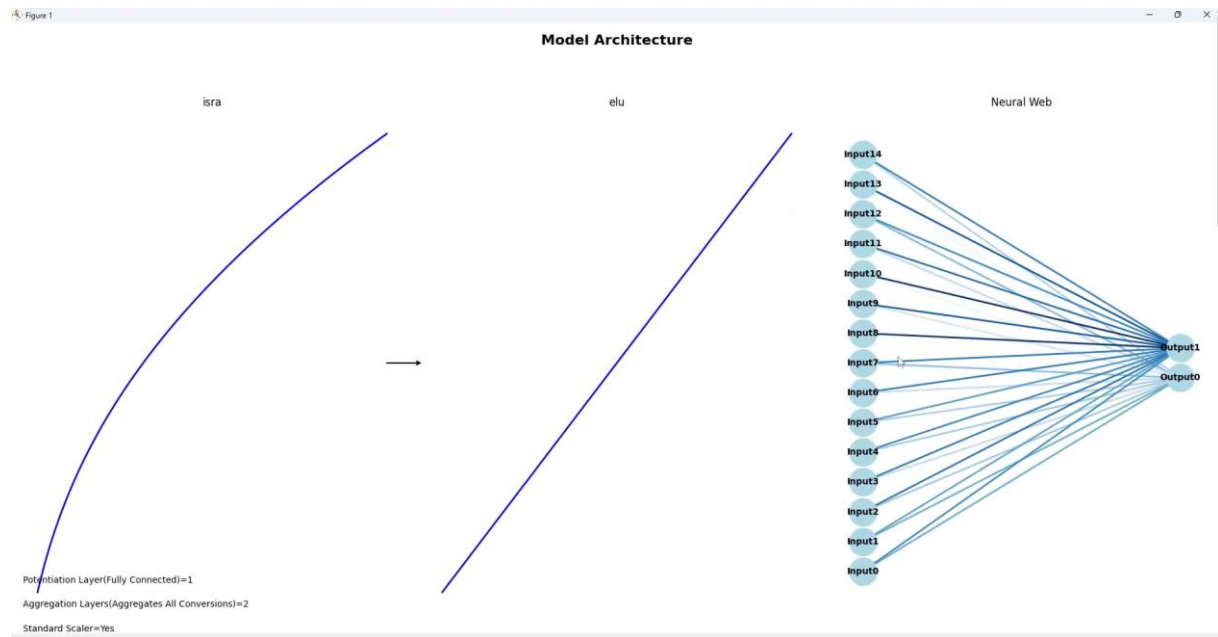 Figure 1
Model Architecture
isra
elu
Neural Web
Input14
Input13
Input12
Input11
Input10
Input9
Input8
Input7
Input6
Input5
Input4
Input3
Input2
Input1
Input0
Output1
Output0
Potentiation Layer(Fully Connected)=1
Aggregation Layers(Aggregates All Conversions)=2
Standard Scaler=Yes